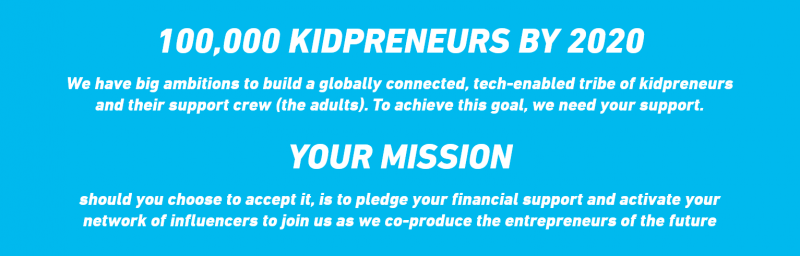 100,000 KIDPRENEURS BY 2020
We have big ambitions to build a globally connected, tech-enabled tribe of kidpreneurs
and their support crew (the adults). To achieve this goal, we need your support.
YOUR MISSION
should you choose to accept it, is to pledge your financial support and activate your
network of influencers to join us as we co-produce the entrepreneurs of the future